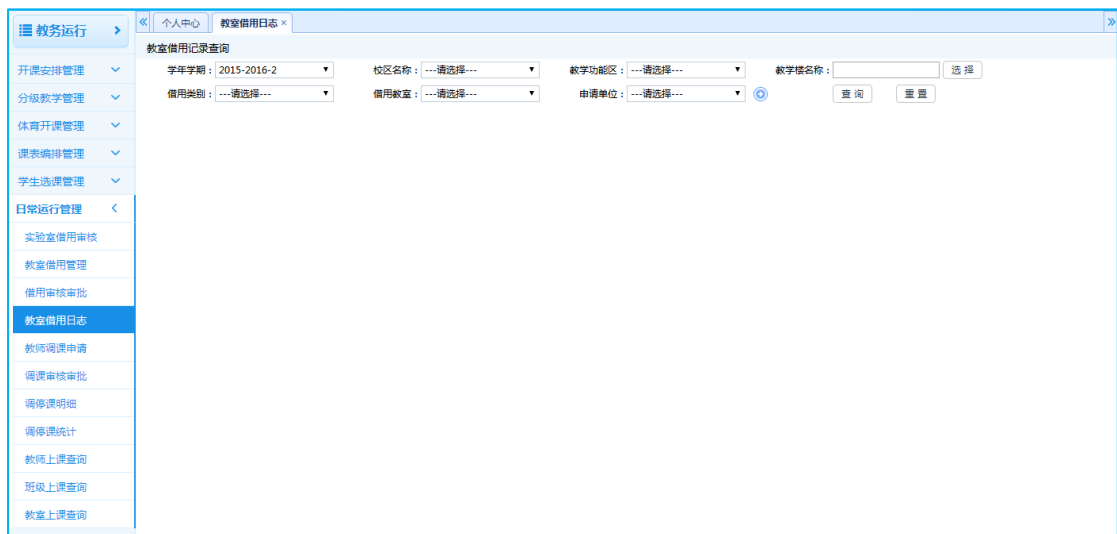 教务运行
个人中心 教室借用日志 ×
教室借用记录查询
学年学期： 2015-2016-2 校区名称： ---请选择--- 教学功能区： ---请选择--- 教学楼名称： 选 择
借用类别： ---请选择--- 借用教室： ---请选择--- 申请单位： ---请选择--- 查 询 重 置
开课安排管理
分级教学管理
体育开课管理
课表编排管理
学生选课管理
日常运行管理
实验室借用审核
教室借用管理
借用审核审批
教室借用日志
教师调课申请
调课审核审批
调停课明细
调停课统计
教师上课查询
班级上课查询
教室上课查询